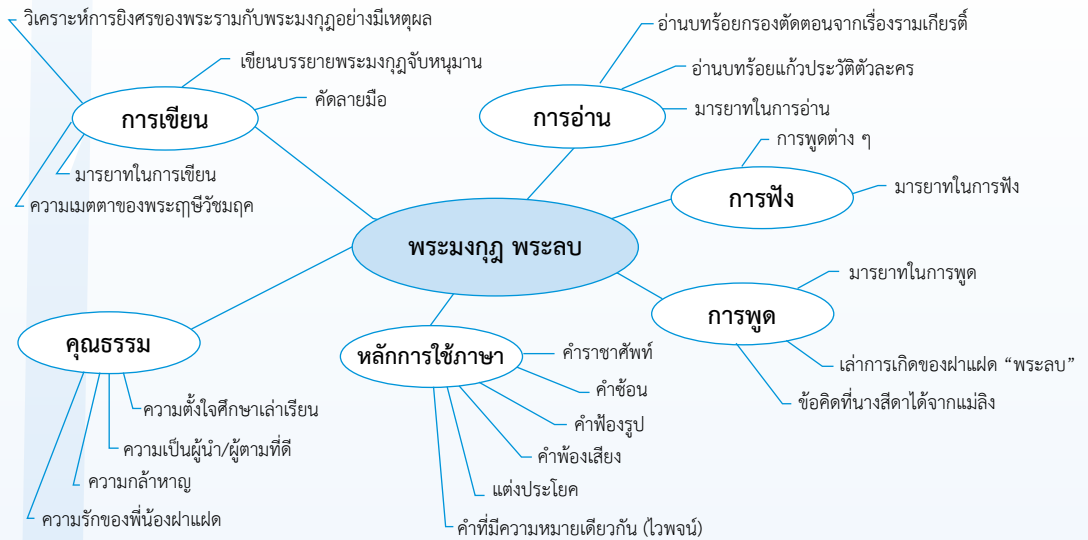 วิเคราะห์การยิงศรของพระรามกับพระมงกุฎอย่างมีเหตุผล
เขียนบรรยายพระมงกุฎจับหนุมาน
คัดลายมือ
การเขียน
มารยาทในการเขียน
ความเมตตาของพระฤๅษีวัชมฤค
อ่านบทร้อยกรองตัดตอนจากเรื่องรามเกียรติ์
อ่านบทร้อยแก้วประวัติตัวละคร
มารยาทในการอ่าน
การอ่าน
การพูดต่าง ๆ
การฟัง
มารยาทในการฟัง
พระมงกุฎ พระลบ
มารยาทในการพูด
การพูด
เล่าการเกิดของฝาแฝด “พระลบ”
ข้อคิดที่นางสีดาได้จากแม่ลิง
คุณธรรม
ความตั้งใจศึกษาเล่าเรียน
ความเป็นผู้นำ/ผู้ตามที่ดี
ความกล้าหาญ
ความรักของพี่น้องฝาแฝด
หลักการใช้ภาษา
คำราชาศัพท์
คำซ้อน
คำฟ้องรูป
คำพ้องเสียง
แต่งประโยค
คำที่มีความหมายเดียวกัน (ไวพจน์)